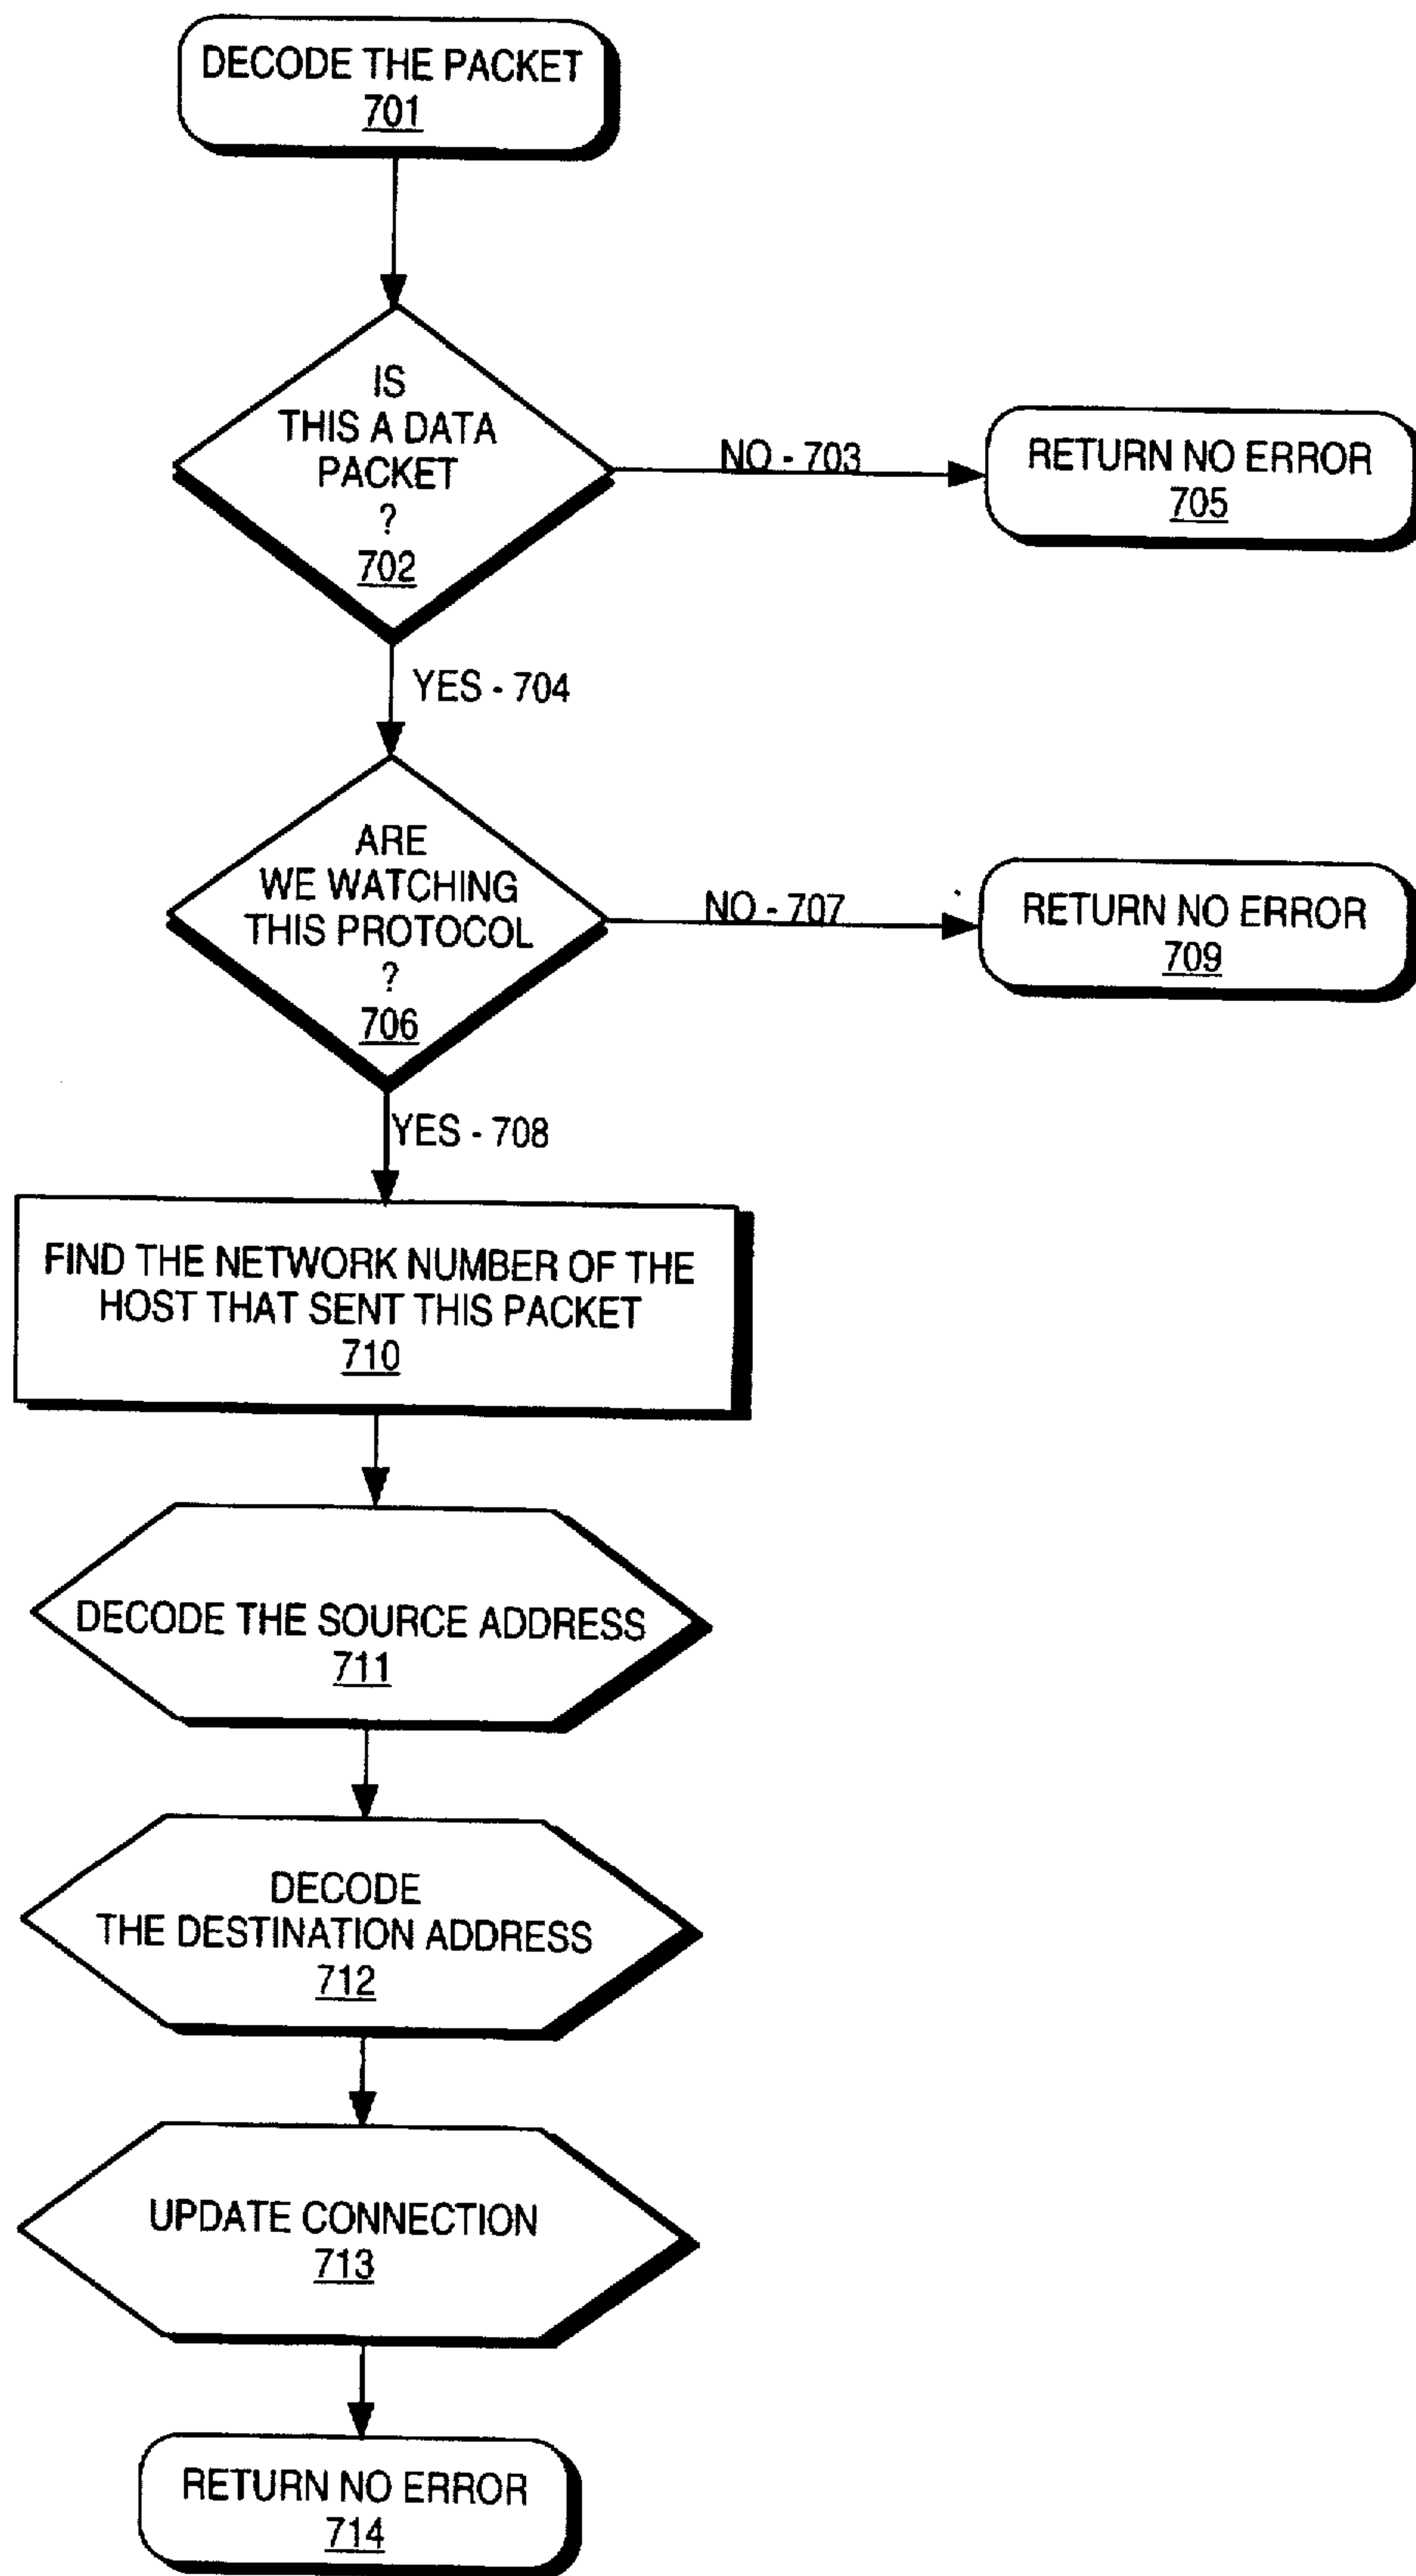 DECODE THE PACKET
701
IS
THIS A DATA
PACKET
?
702
NO - 703
RETURN NO ERROR
705
YES - 704
ARE
WE WATCHING
THIS PROTOCOL
?
706
NO - 707
RETURN NO ERROR
709
YES - 708
FIND THE NETWORK NUMBER OF THE
HOST THAT SENT THIS PACKET
710
DECODE THE SOURCE ADDRESS
711
DECODE
THE DESTINATION ADDRESS
712
UPDATE CONNECTION
713
RETURN NO ERROR
714